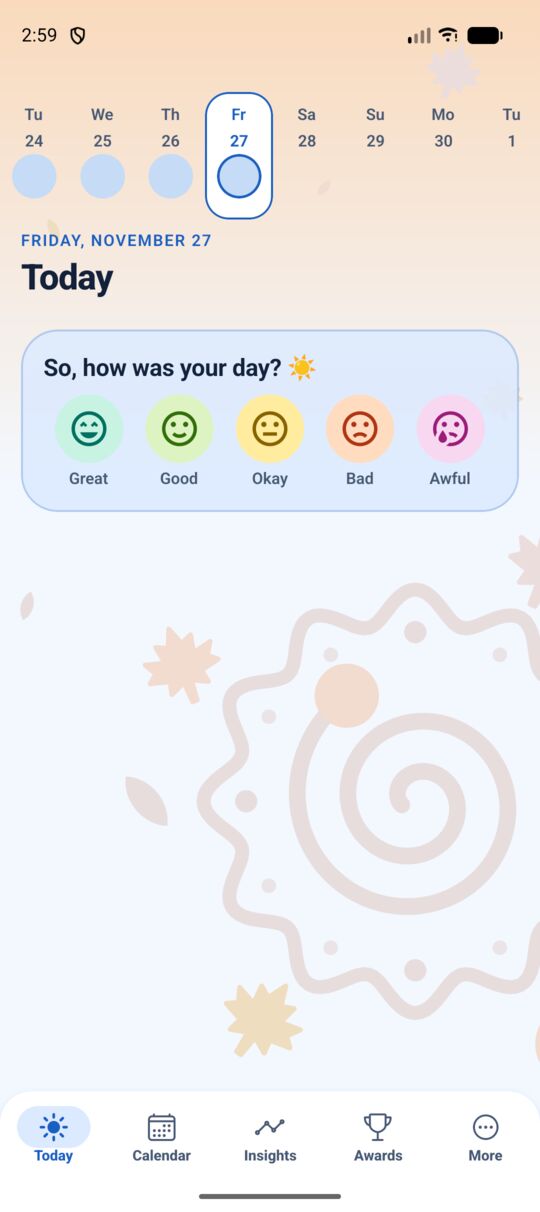 2:59
Tu We Th Fr Sa Su Mo Tu
24 25 26 27 28 29 30 1
FRIDAY, NOVEMBER 27
Today
So, how was your day? ☀️
Great Good Okay Bad Awful
Today Calendar Insights Awards More